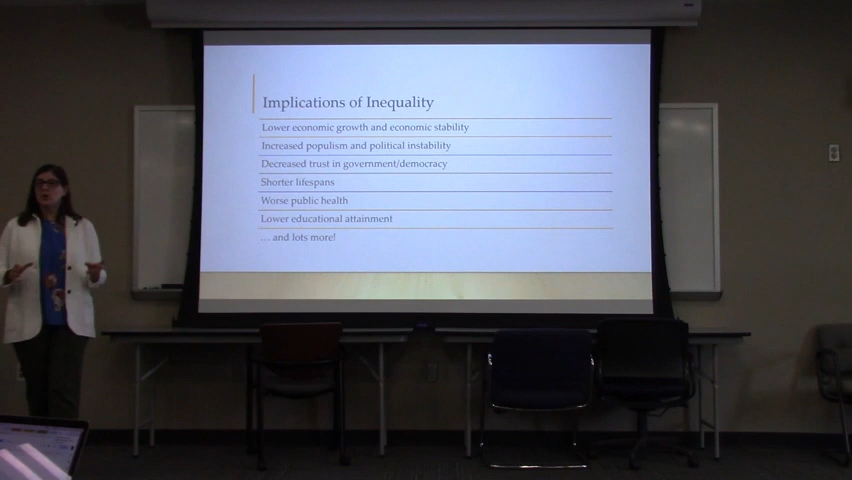 Implications of Inequality
Lower economic growth and economic stability
Increased populism and political instability
Decreased trust in government/democracy
Shorter lifespans
Worse public health
Lower educational attainment
… and lots more!